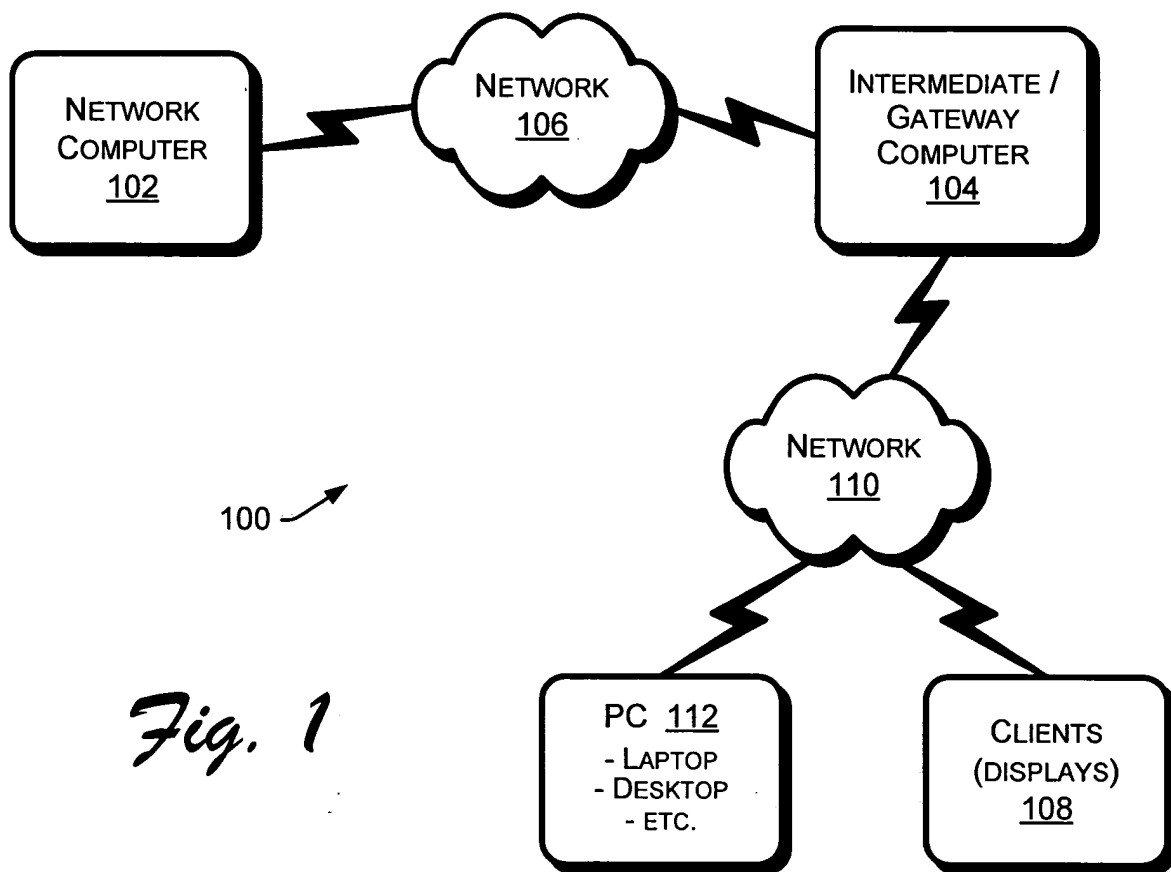 NETWORK
COMPUTER
102
NETWORK
106
INTERMEDIATE /
GATEWAY
COMPUTER
104
NETWORK
110
100
PC 112
- LAPTOP
- DESKTOP
- ETC.
CLIENTS
(DISPLAYS)
108
Fig. 1